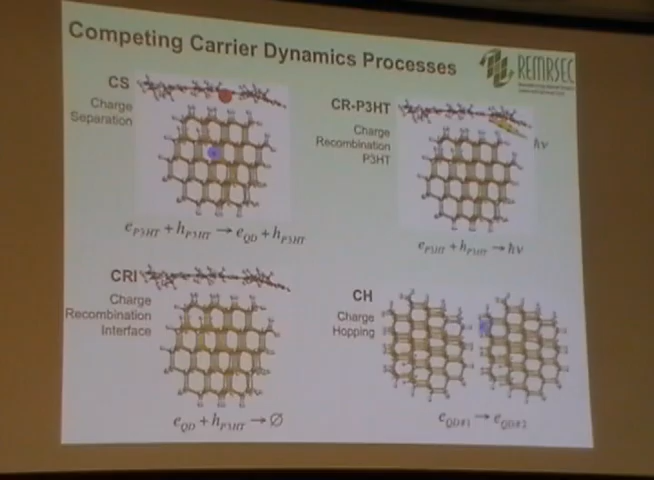 Competing Carrier Dynamics Processes
REMRSEC
CS
Charge
Separation
e_P3HT + h_P3HT → e_QD + h_P3HT
CR-P3HT
Charge
Recombination
P3HT
hν
e_P3HT + h_P3HT → hν
CRI
Charge
Recombination
Interface
e_QD + h_P3HT → ∅
CH
Charge
Hopping
e_QD#1 → e_QD#2